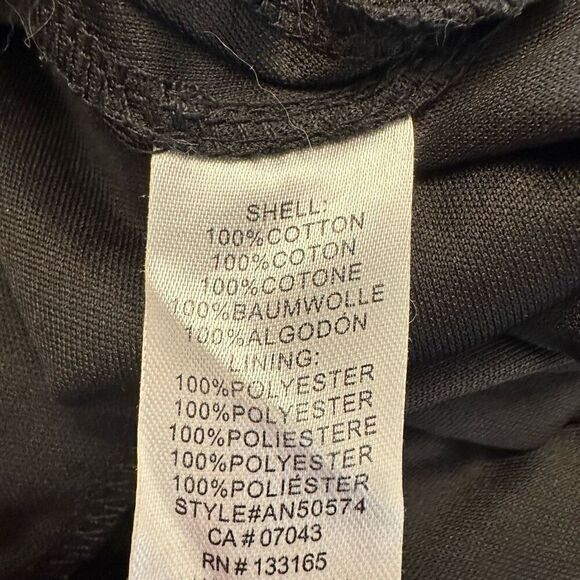 SHELL:
100%COTTON
100%COTON
100%COTONE
100%BAUMWOLLE
100%ALGODÓN
LINING:
100%POLYESTER
100%POLYESTER
100%POLIESTERE
100%POLYESTER
100%POLIÉSTER
STYLE#AN50574
CA # 07043
RN # 133165